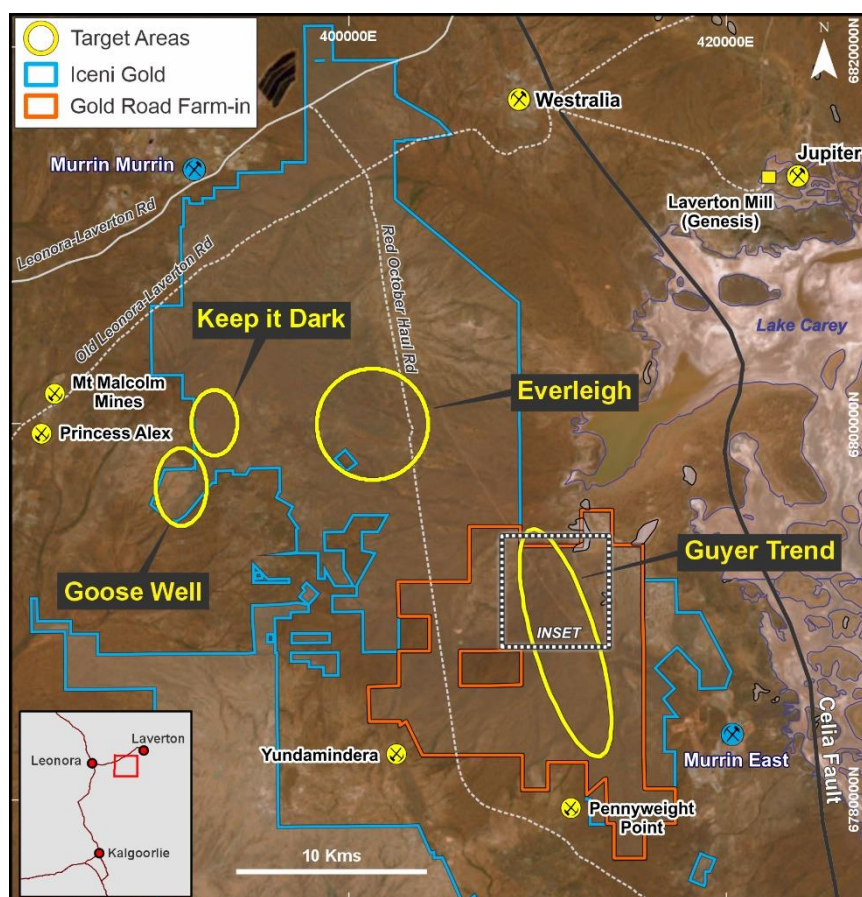 Target Areas
Iceni Gold
Gold Road Farm-in
400000E
420000E
N
6820000N
Westralia
Murrin Murrin
Jupiter
Laverton Mill
(Genesis)
Leonora-Laverton Rd
Old Leonora-Laverton Rd
Red October Haul Rd
Keep it Dark
Lake Carey
Mt Malcolm
Mines
Everleigh
Princess Alex
6800000N
Goose Well
Guyer Trend
INSET
Celia Fault
Yundamindera
Murrin East
Pennyweight
Point
6780000N
10 Kms
Laverton
Leonora
Kalgoorlie